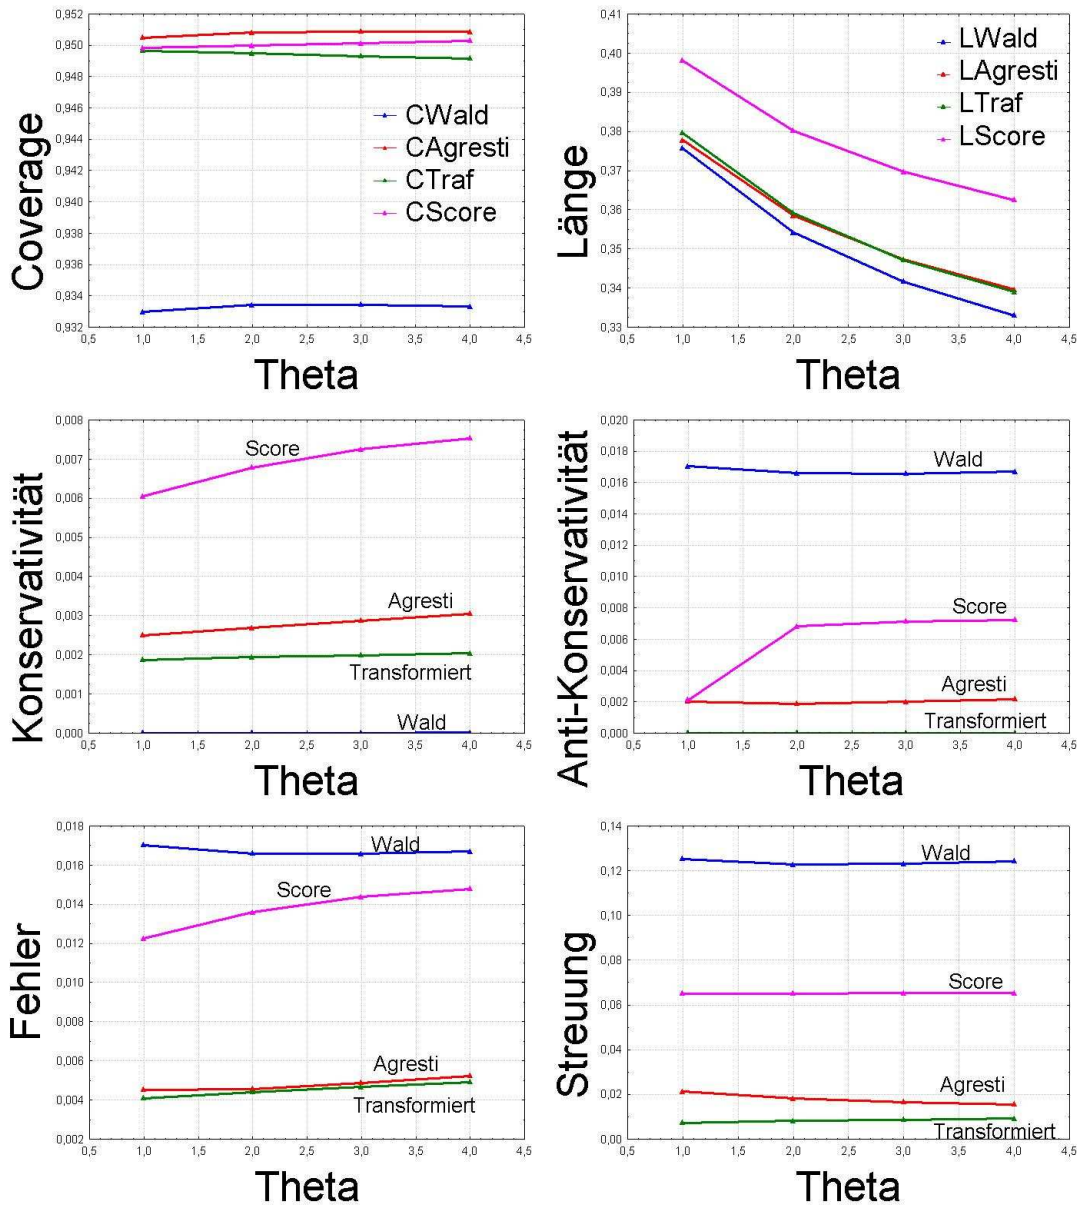 Coverage
0,952
0,950
0,948
0,946
0,944
0,942
0,940
0,938
0,936
0,934
0,932
CWald
CAgresti
CTraf
CScore
0,5 1,0 1,5 2,0 2,5 3,0 3,5 4,0 4,5
Theta
Länge
0,41
0,40
0,39
0,38
0,37
0,36
0,35
0,34
0,33
LWald
LAgresti
LTraf
LScore
0,5 1,0 1,5 2,0 2,5 3,0 3,5 4,0 4,5
Theta
Konservativität
0,008
0,007
0,006
0,005
0,004
0,003
0,002
0,001
0,000
Score
Agresti
Transformiert
Wald
0,5 1,0 1,5 2,0 2,5 3,0 3,5 4,0 4,5
Theta
Anti-Konservativität
0,020
0,018
0,016
0,014
0,012
0,010
0,008
0,006
0,004
0,002
0,000
Wald
Score
Agresti
Transformiert
0,5 1,0 1,5 2,0 2,5 3,0 3,5 4,0 4,5
Theta
Fehler
0,018
0,016
0,014
0,012
0,010
0,008
0,006
0,004
0,002
Wald
Score
Agresti
Transformiert
0,5 1,0 1,5 2,0 2,5 3,0 3,5 4,0 4,5
Theta
Streuung
0,14
0,12
0,10
0,08
0,06
0,04
0,02
0,00
Wald
Score
Agresti
Transformiert
0,5 1,0 1,5 2,0 2,5 3,0 3,5 4,0 4,5
Theta